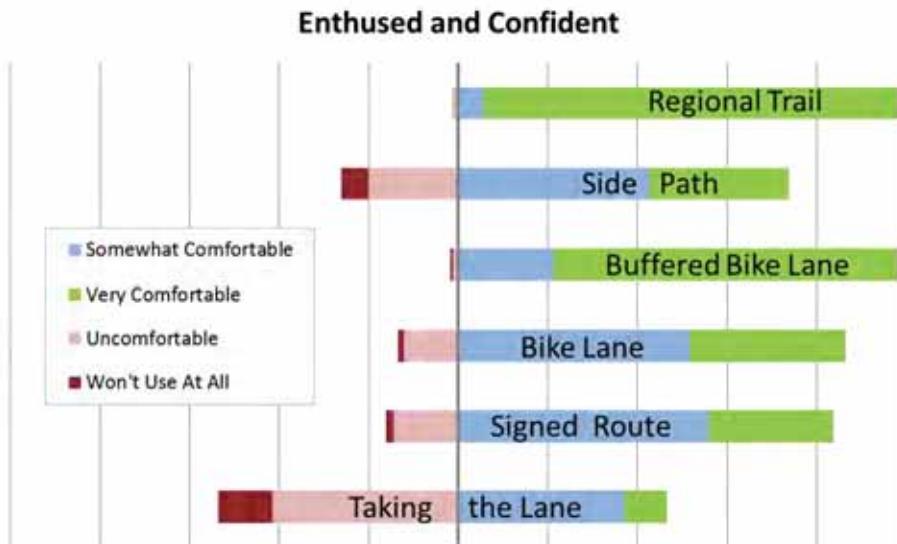 Enthused and Confident
Regional Trail
Side Path
Somewhat Comfortable
Very Comfortable
Uncomfortable
Won't Use At All
Buffered Bike Lane
Bike Lane
Signed Route
Taking the Lane